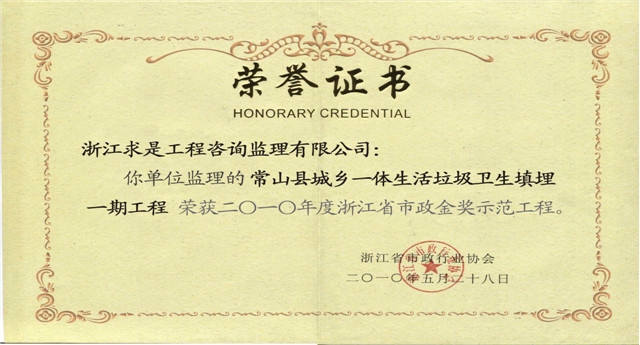 荣誉证书
HONORARY CREDENTIAL
浙江求是工程咨询监理有限公司：
你单位监理的 常山县城乡一体生活垃圾卫生填埋
一期工程 荣获二〇一〇年度浙江省市政金奖示范工程。
浙江省市政行业协会
二〇一〇年五月二十八日